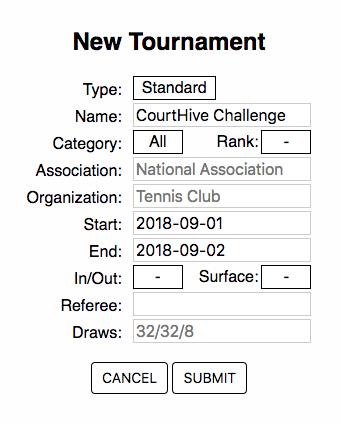 New Tournament
Type: Standard
Name: CourtHive Challenge
Category: All Rank: -
Association: National Association
Organization: Tennis Club
Start: 2018-09-01
End: 2018-09-02
In/Out: - Surface: -
Referee:
Draws: 32/32/8
CANCEL SUBMIT